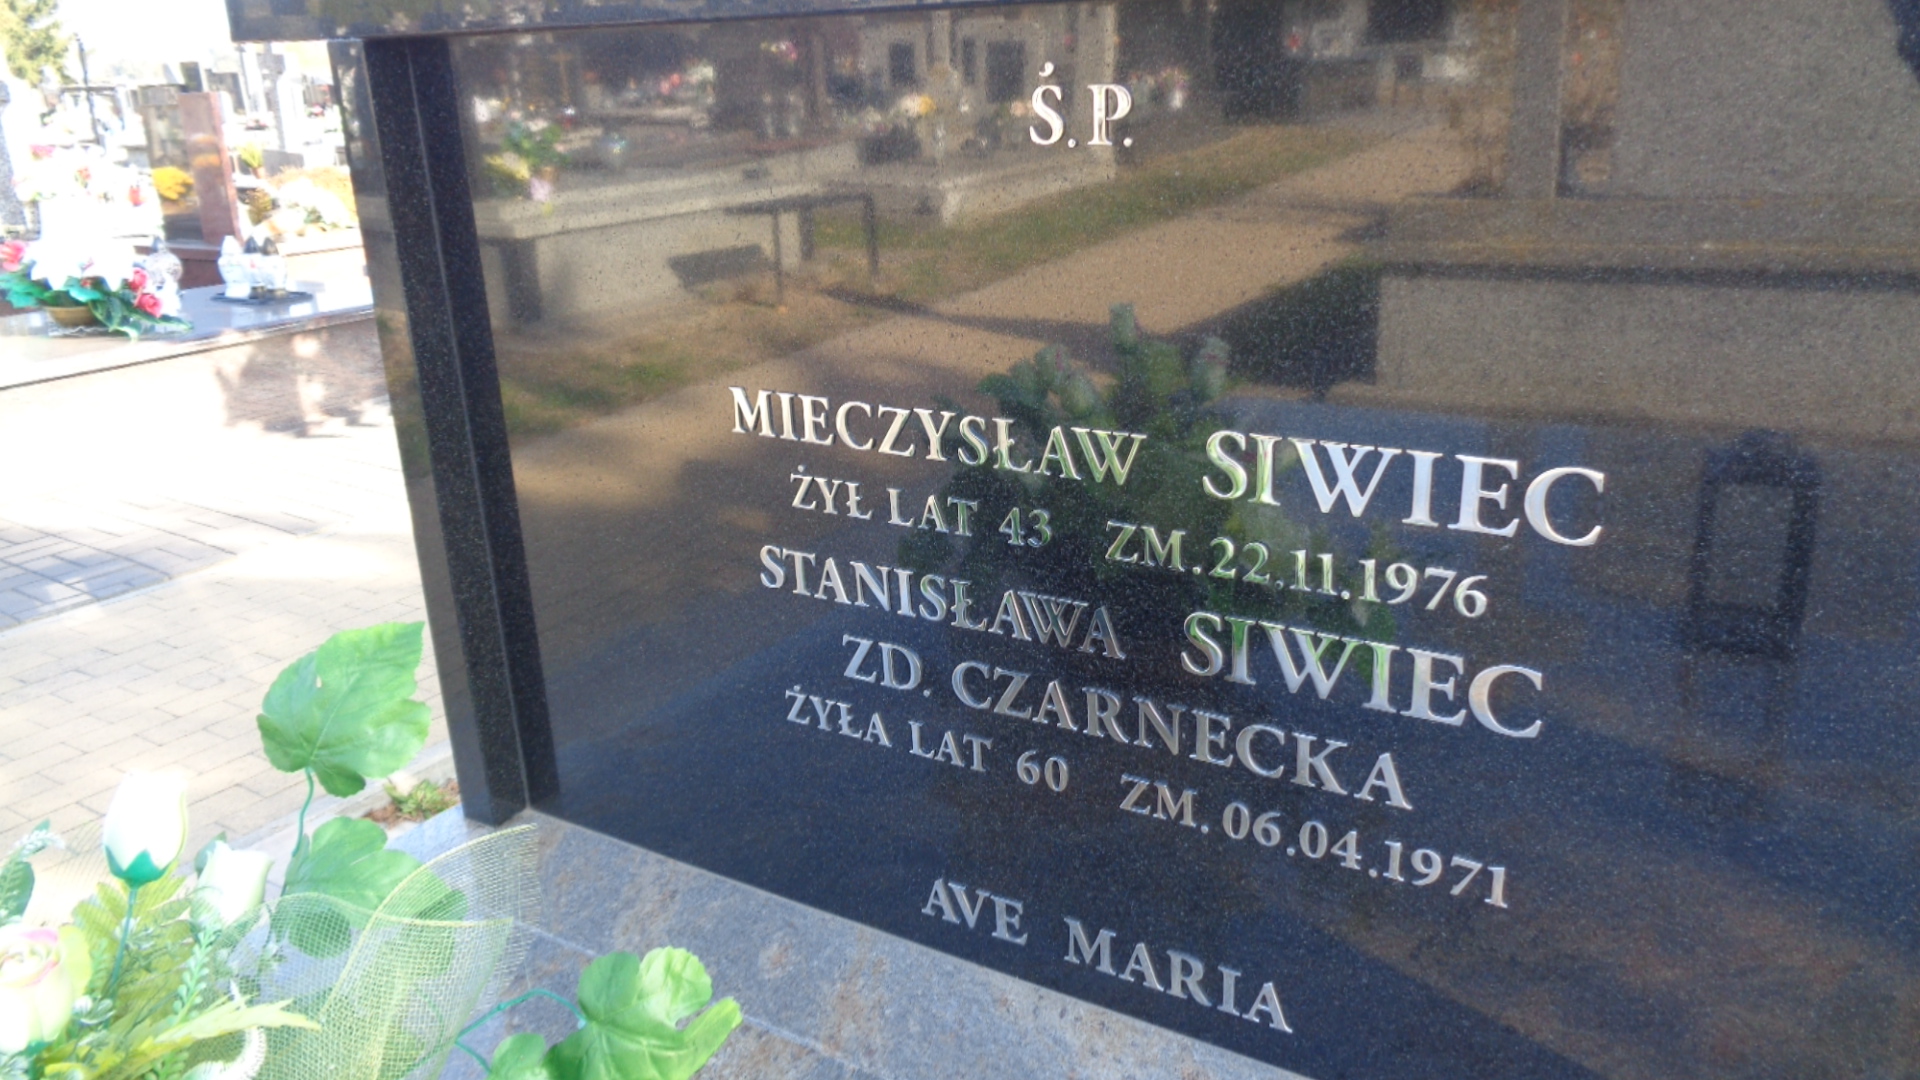 Ś.P.
MIECZYSŁAW SIWIEC
ŻYŁ LAT 43 ZM.22.11.1976
STANISŁAWA SIWIEC
ZD. CZARNECKA
ŻYŁA LAT 60 ZM.06.04.1971
AVE MARIA